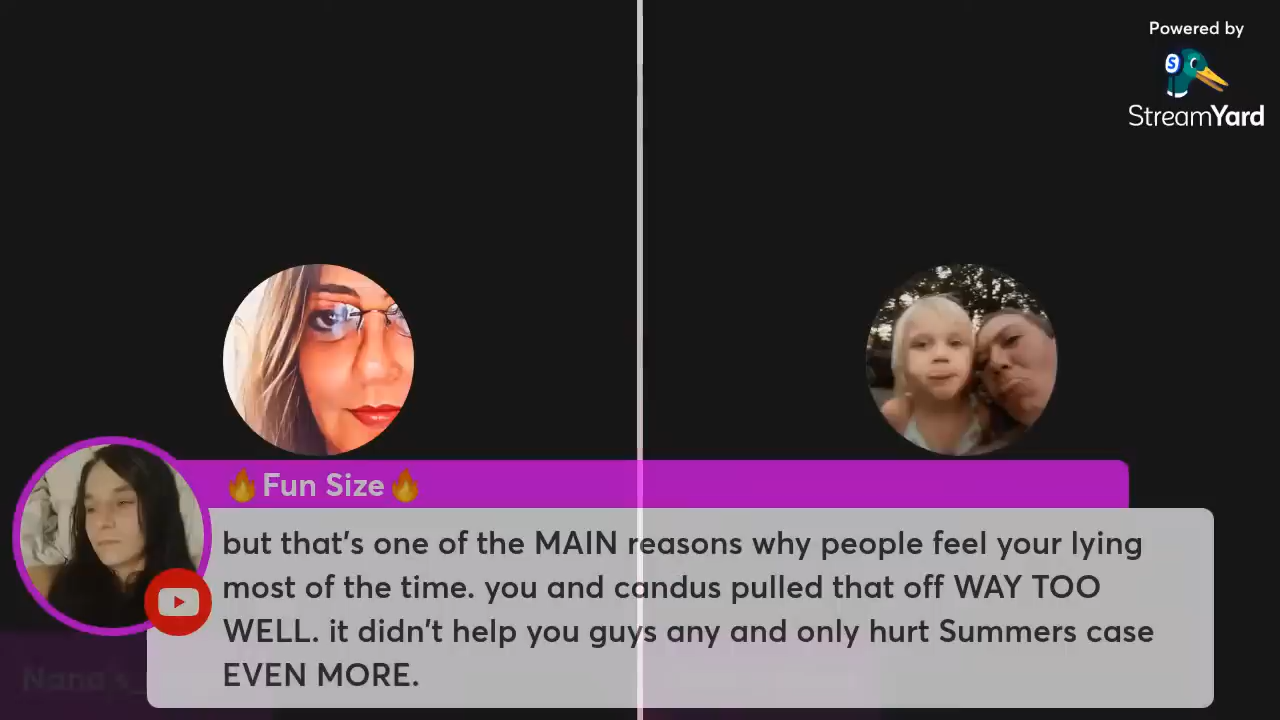 Powered by
S
StreamYard
🔥Fun Size🔥
but that's one of the MAIN reasons why people feel your lying
most of the time. you and candus pulled that off WAY TOO
WELL. it didn't help you guys any and only hurt Summers case
EVEN MORE.
Nana's_